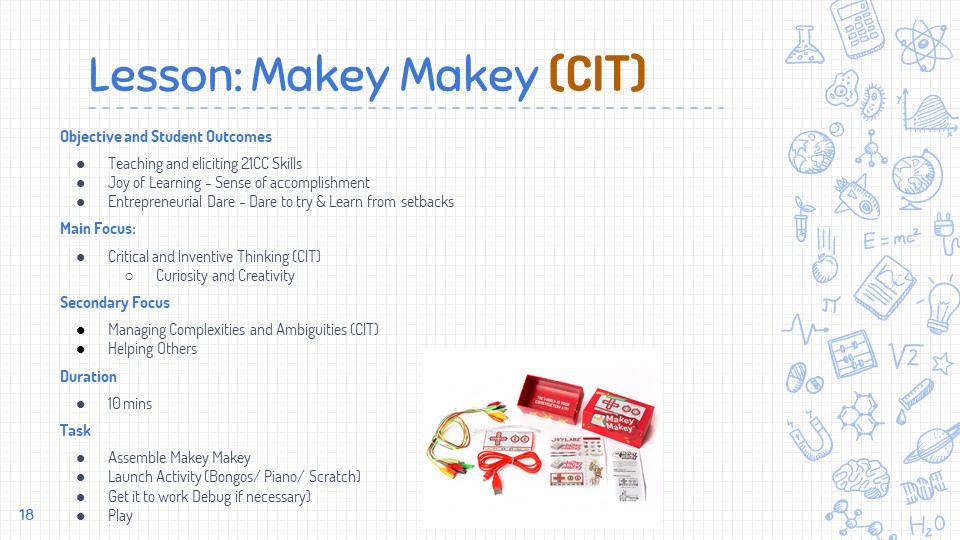 Lesson: Makey Makey (CIT)
Objective and Student Outcomes
● Teaching and eliciting 21CC Skills
● Joy of Learning – Sense of accomplishment
● Entrepreneurial Dare – Dare to try & Learn from setbacks
Main Focus:
● Critical and Inventive Thinking (CIT)
○ Curiosity and Creativity
Secondary Focus
● Managing Complexities and Ambiguities (CIT)
● Helping Others
Duration
● 10 mins
Task
● Assemble Makey Makey
● Launch Activity (Bongos/ Piano/ Scratch)
● Get it to work Debug if necessary)
● Play
18
THE WORLD IS YOUR
CONSTRUCTION KIT!
Makey
Makey
JOYLABZ
E=mc²
π
√2
H₂O
y
x